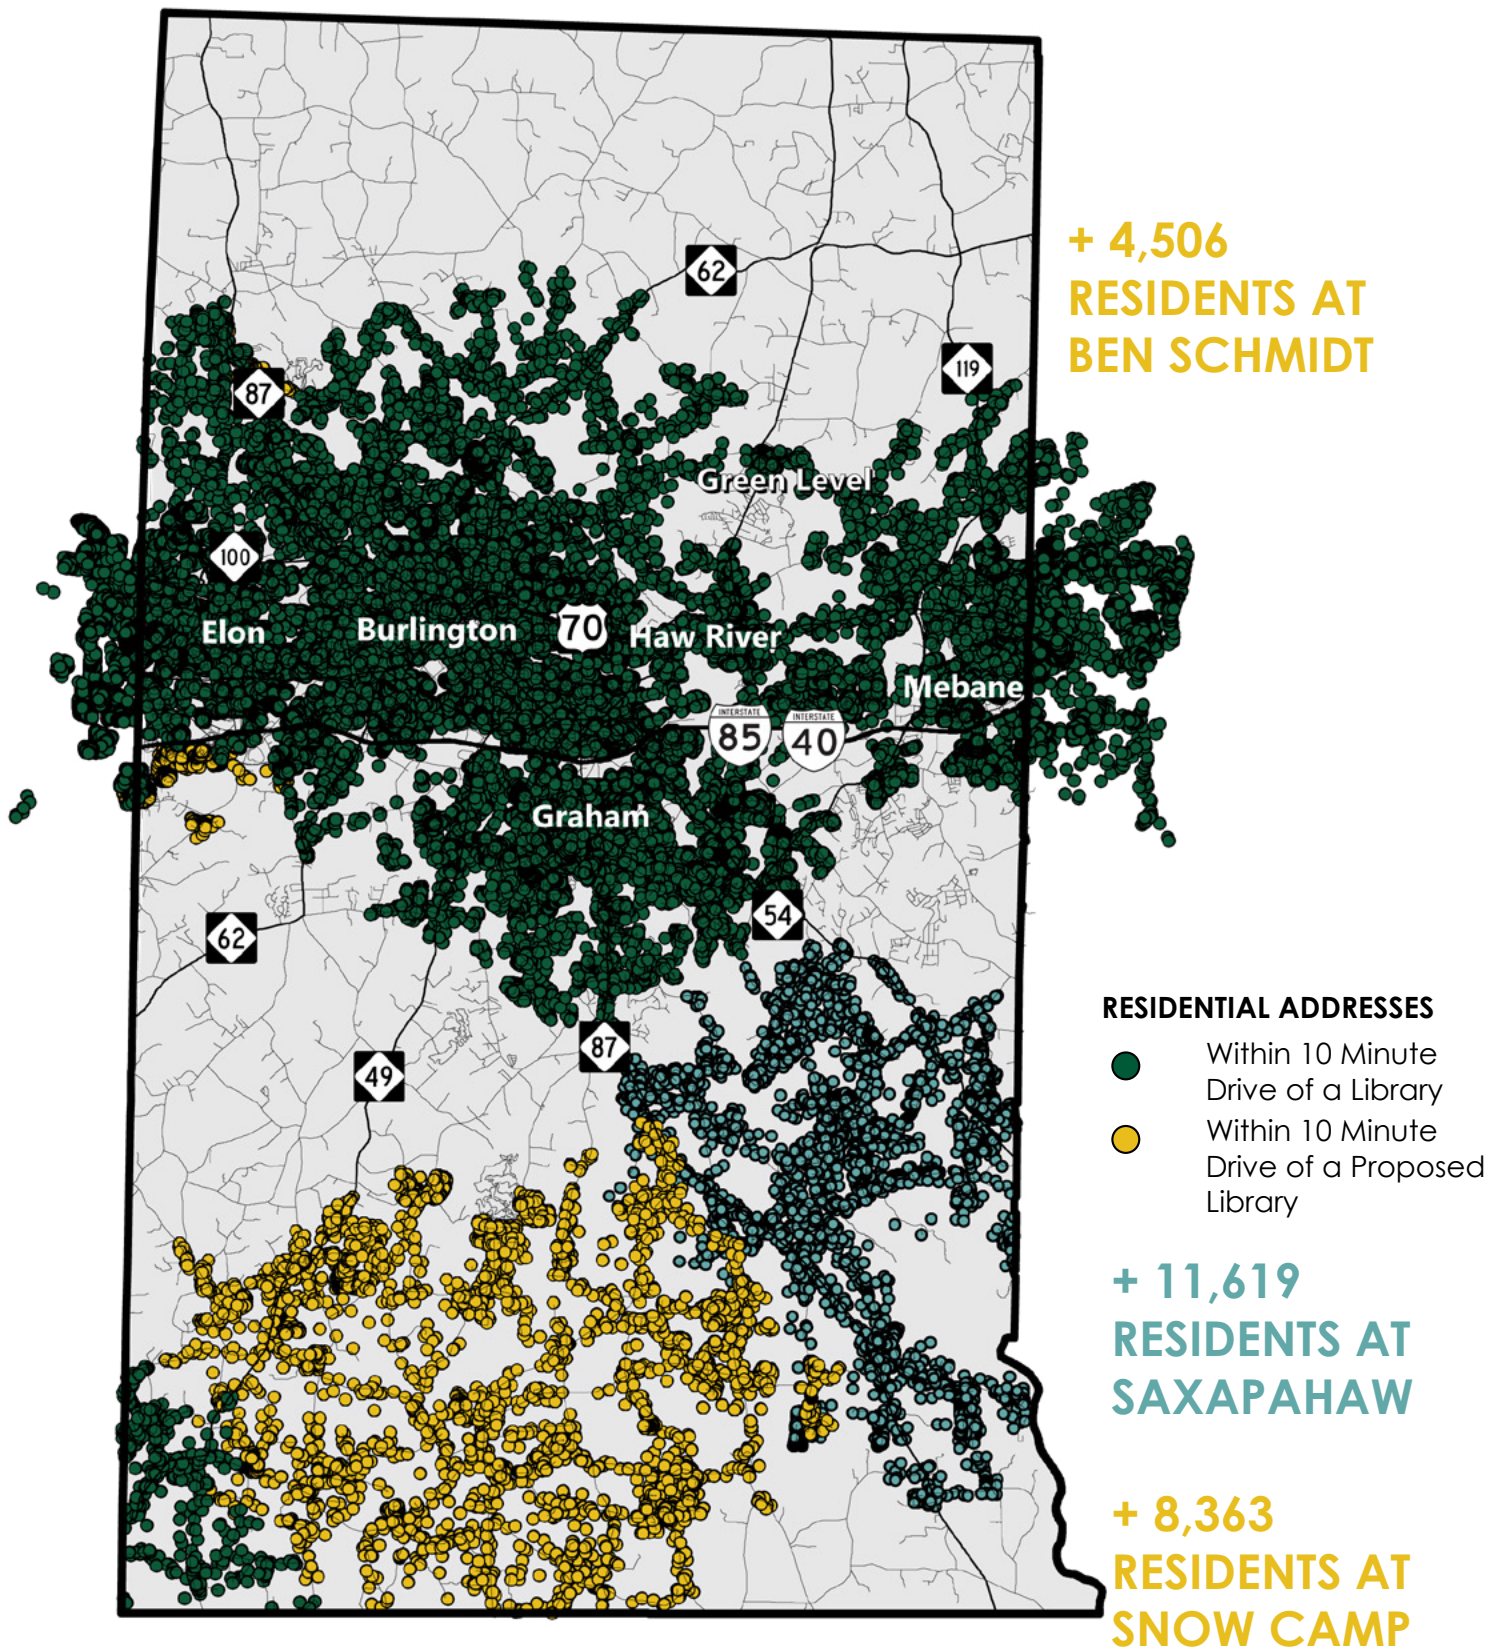 62
+ 4,506
RESIDENTS AT
BEN SCHMIDT
119
87
Green Level
100
Elon
Burlington
70
Haw River
Mebane
INTERSTATE
85
INTERSTATE
40
Graham
54
62
87
49
RESIDENTIAL ADDRESSES
Within 10 Minute
Drive of a Library
Within 10 Minute
Drive of a Proposed
Library
+ 11,619
RESIDENTS AT
SAXAPAHAW
+ 8,363
RESIDENTS AT
SNOW CAMP